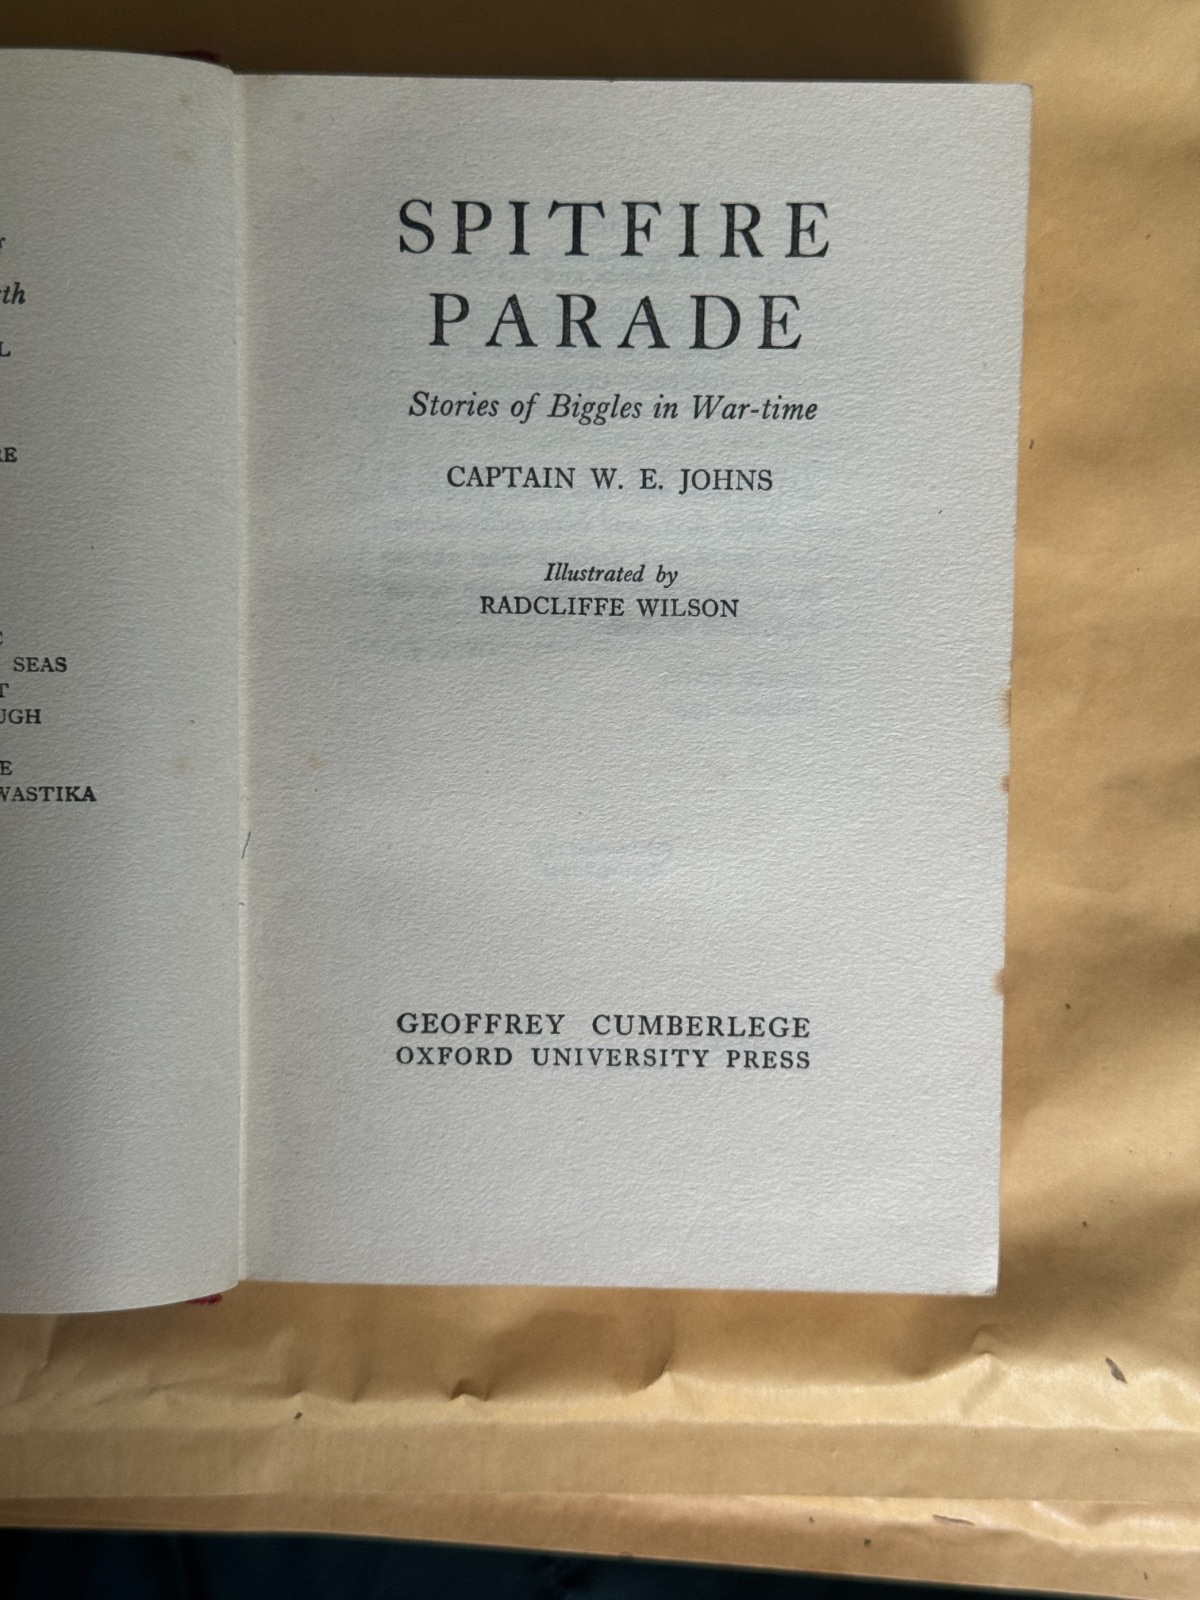 SEAS
SPITFIRE
PARADE
Stories of Biggles in War-time
CAPTAIN W. E. JOHNS
Illustrated by
RADCLIFFE WILSON
GEOFFREY CUMBERLEGE
OXFORD UNIVERSITY PRESS